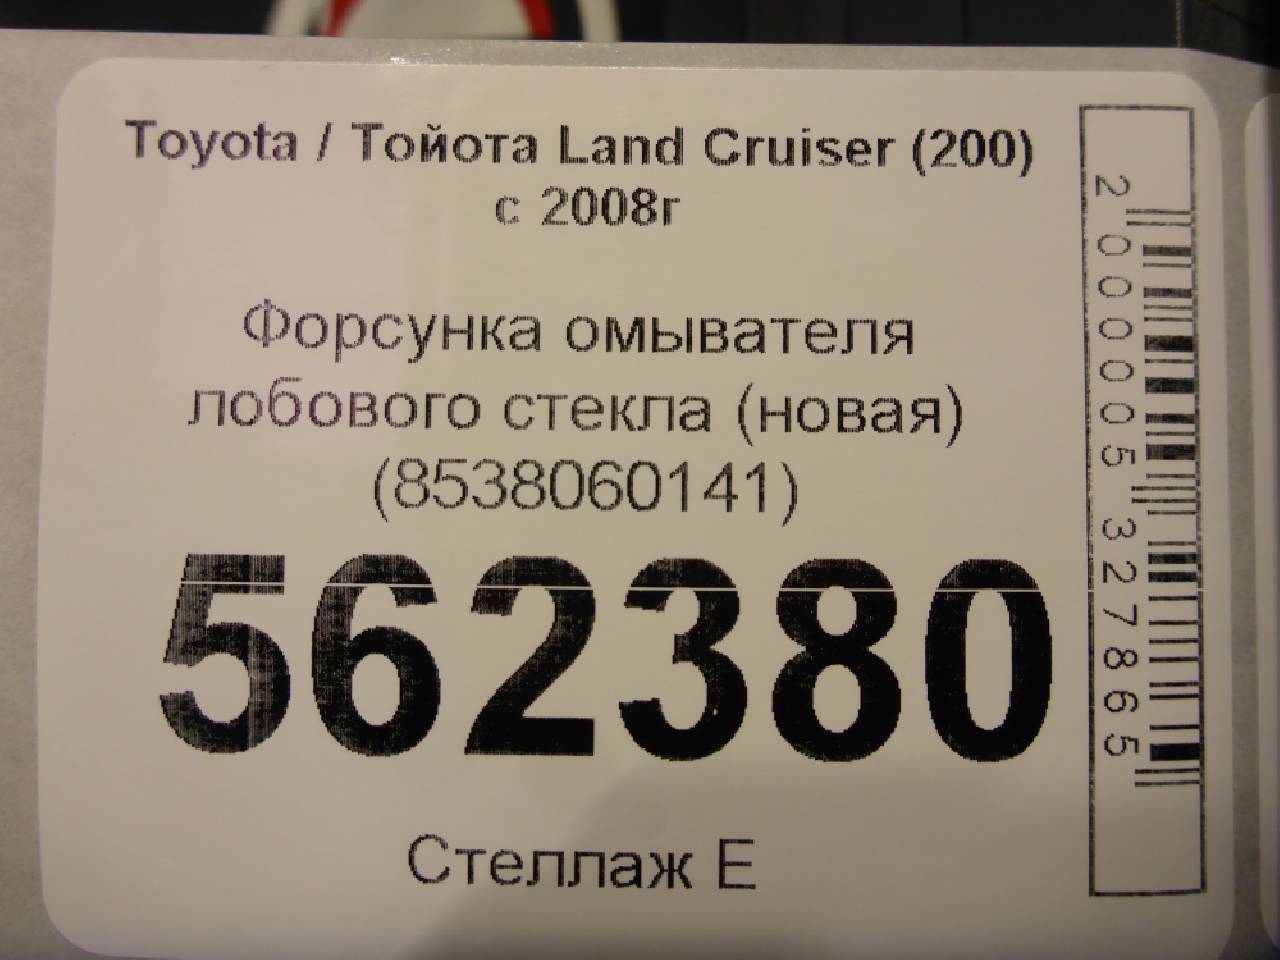 Toyota / Тойота Land Cruiser (200)
с 2008г
Форсунка омывателя
лобового стекла (новая)
(8538060141)
562380
Стеллаж Е
2000005327865